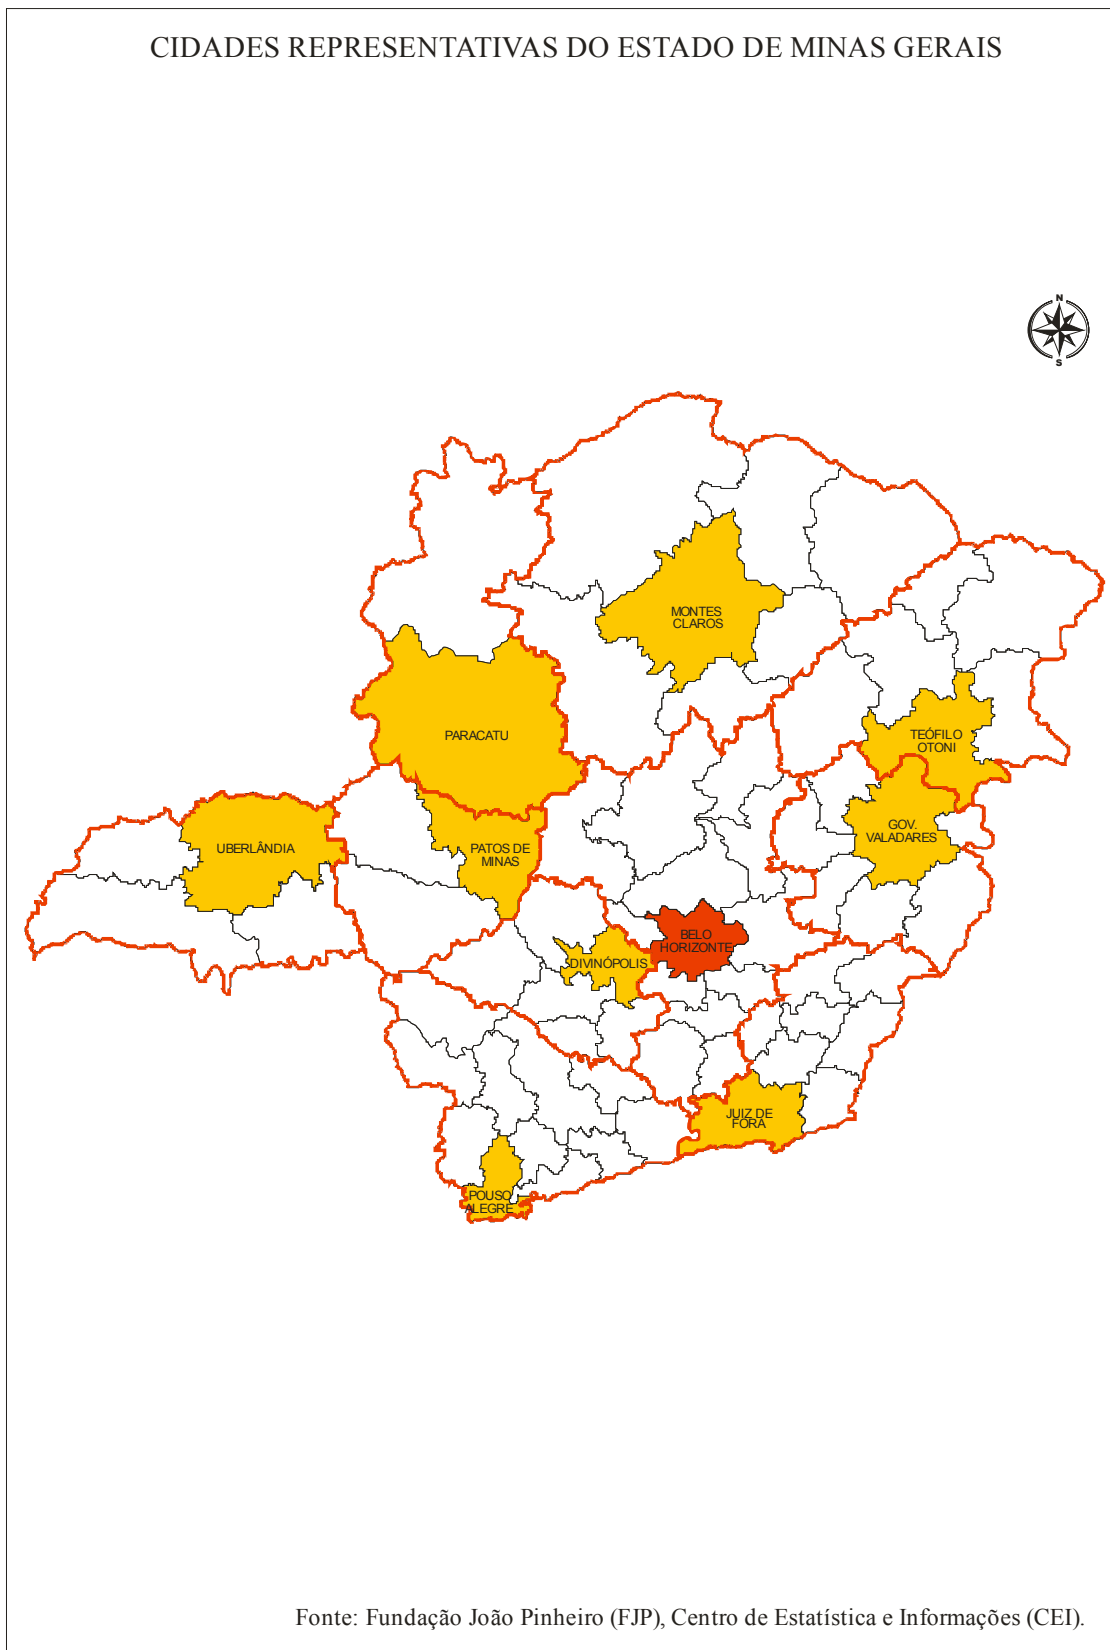 CIDADES REPRESENTATIVAS DO ESTADO DE MINAS GERAIS
N
S
MONTES
CLAROS
PARACATU
TEÓFILO
OTONI
UBERLÂNDIA
PATOS DE
MINAS
GOV.
VALADARES
BELO
HORIZONTE
DIVINÓPOLIS
JUIZ DE
FORA
POUSO
ALEGRE
Fonte: Fundação João Pinheiro (FJP), Centro de Estatística e Informações (CEI).